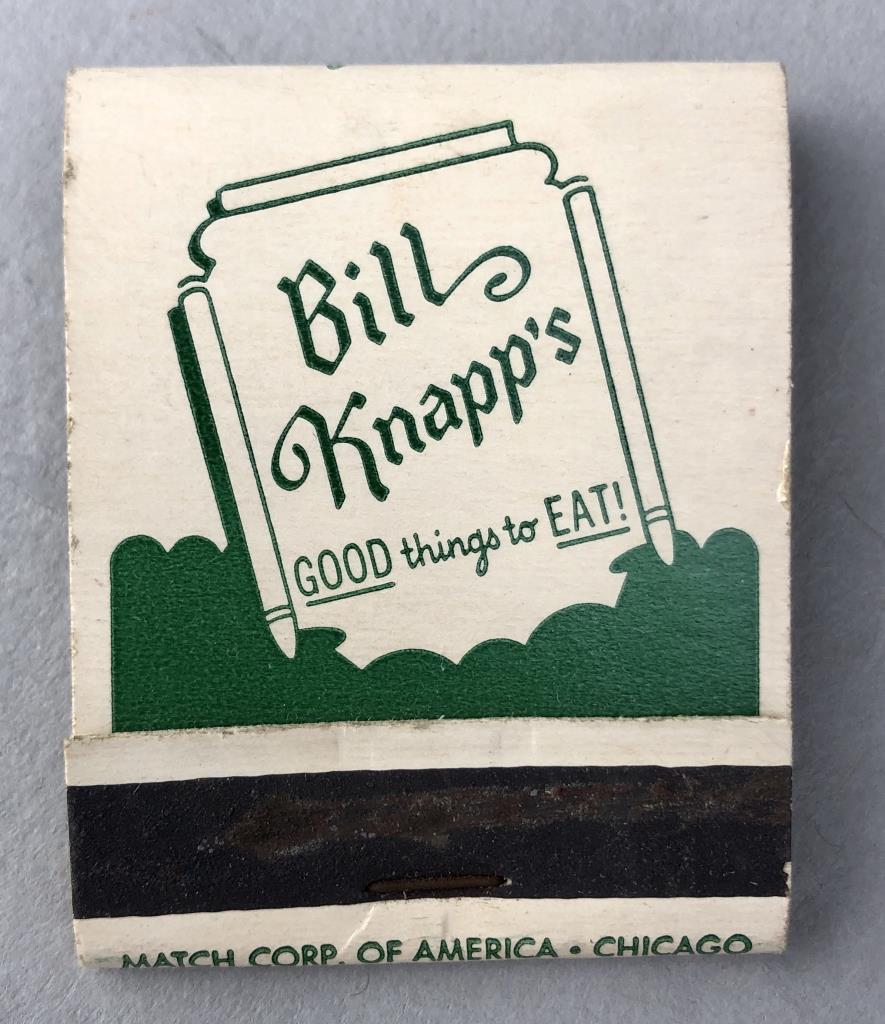 Bill
Knapp's
GOOD things to EAT!
MATCH CORP. OF AMERICA • CHICAGO